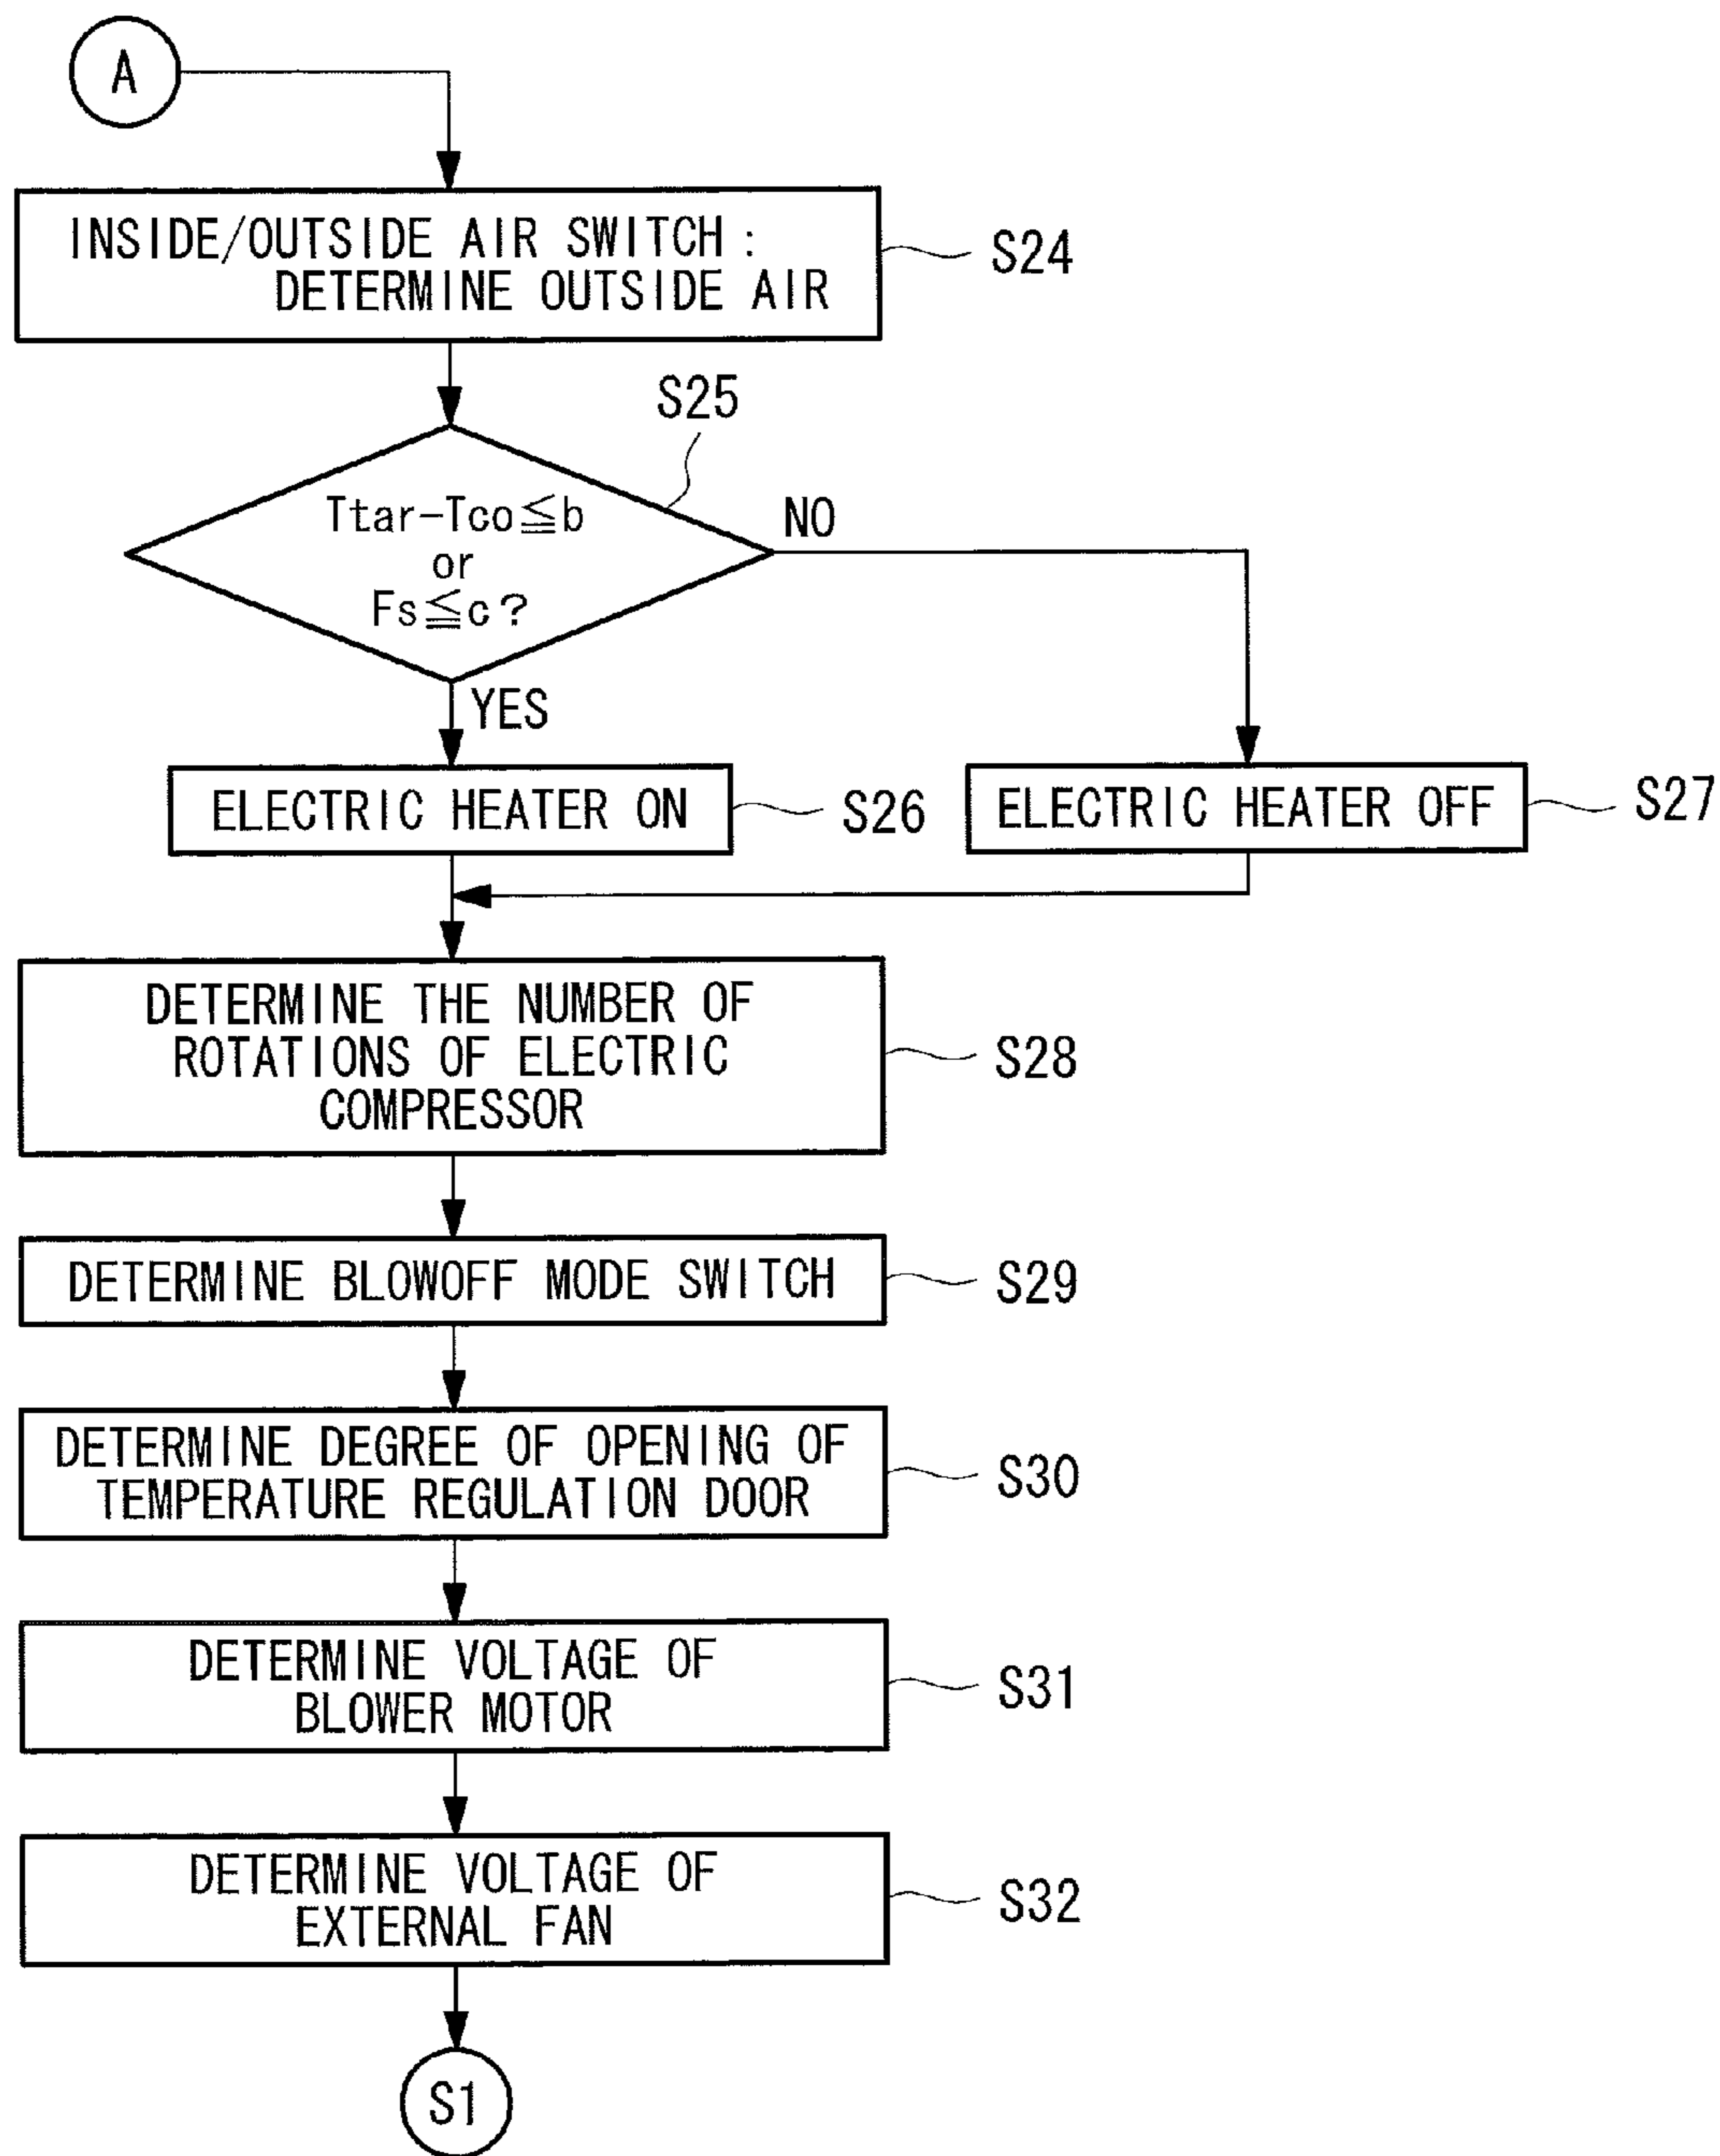 A
INSIDE/OUTSIDE AIR SWITCH :
DETERMINE OUTSIDE AIR
S24
S25
Ttar-Tco≦b
or
Fs≦c ?
NO
YES
ELECTRIC HEATER ON
S26
ELECTRIC HEATER OFF
S27
DETERMINE THE NUMBER OF
ROTATIONS OF ELECTRIC
COMPRESSOR
S28
DETERMINE BLOWOFF MODE SWITCH
S29
DETERMINE DEGREE OF OPENING OF
TEMPERATURE REGULATION DOOR
S30
DETERMINE VOLTAGE OF
BLOWER MOTOR
S31
DETERMINE VOLTAGE OF
EXTERNAL FAN
S32
S1